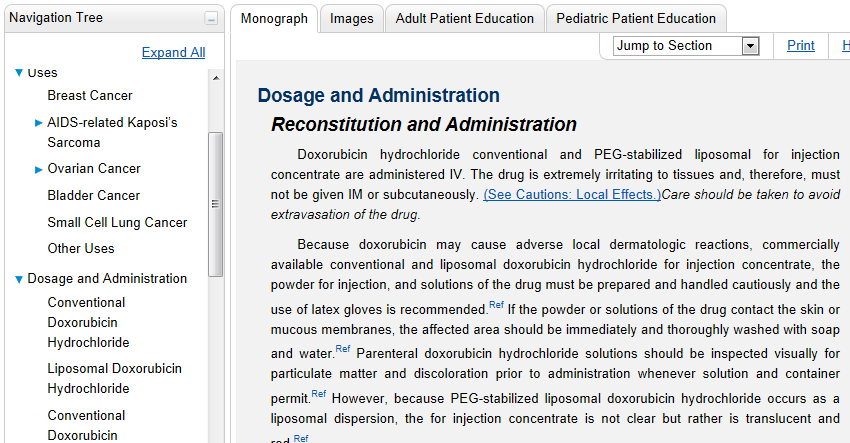 Navigation Tree
Expand All
Uses
Breast Cancer
AIDS-related Kaposi's
Sarcoma
Ovarian Cancer
Bladder Cancer
Small Cell Lung Cancer
Other Uses
Dosage and Administration
Conventional
Doxorubicin
Hydrochloride
Liposomal Doxorubicin
Hydrochloride
Conventional
Doxorubicin
Monograph Images Adult Patient Education Pediatric Patient Education
Jump to Section Print H
Dosage and Administration
Reconstitution and Administration
Doxorubicin hydrochloride conventional and PEG-stabilized liposomal for injection
concentrate are administered IV. The drug is extremely irritating to tissues and, therefore, must
not be given IM or subcutaneously. (See Cautions: Local Effects.)Care should be taken to avoid
extravasation of the drug.
Because doxorubicin may cause adverse local dermatologic reactions, commercially
available conventional and liposomal doxorubicin hydrochloride for injection concentrate, the
powder for injection, and solutions of the drug must be prepared and handled cautiously and the
use of latex gloves is recommended.Ref If the powder or solutions of the drug contact the skin or
mucous membranes, the affected area should be immediately and thoroughly washed with soap
and water.Ref Parenteral doxorubicin hydrochloride solutions should be inspected visually for
particulate matter and discoloration prior to administration whenever solution and container
permit.Ref However, because PEG-stabilized liposomal doxorubicin hydrochloride occurs as a
liposomal dispersion, the for injection concentrate is not clear but rather is translucent and
red.Ref